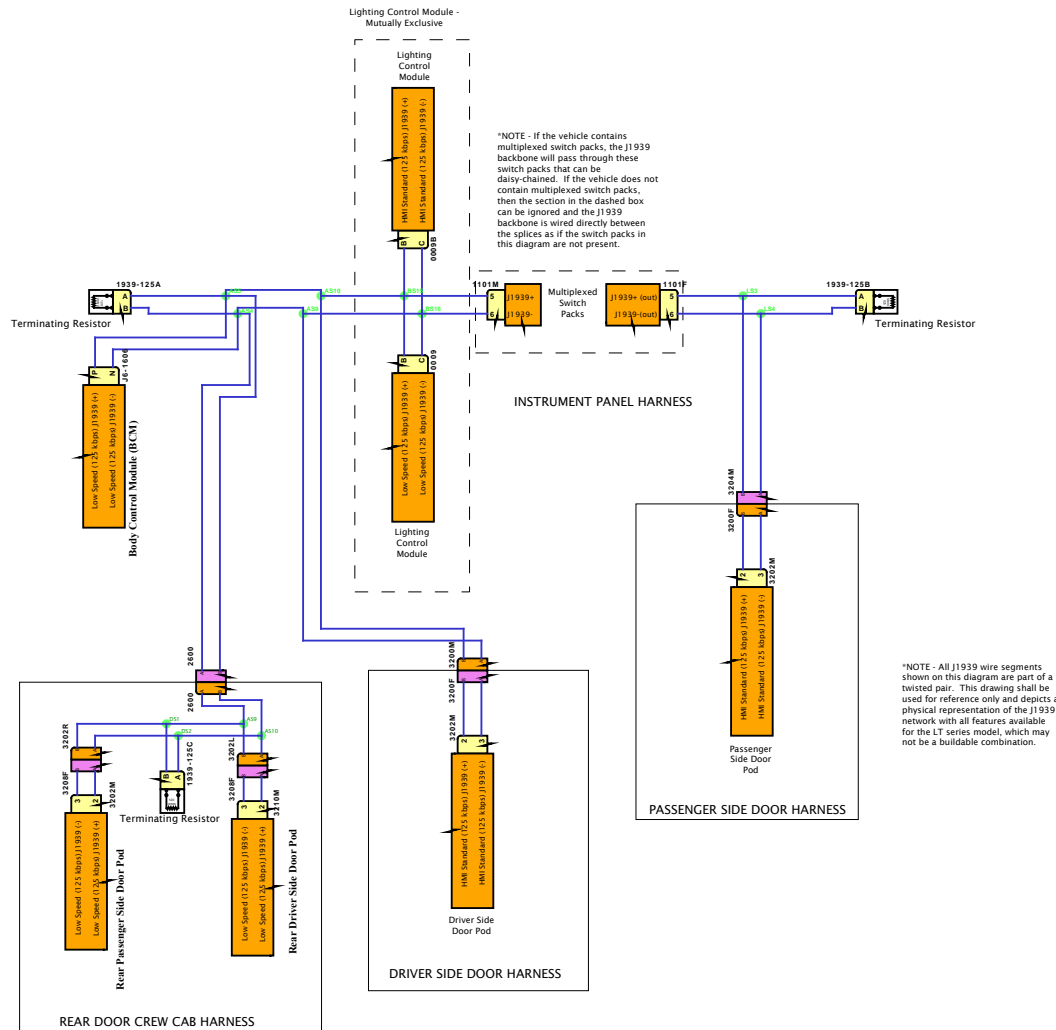 Lighting Control Module -
Mutually Exclusive
Lighting
Control
Module
HMI Standard (125 kbps) J1939 (+)
HMI Standard (125 kbps) J1939 (-)
B
C
0009B
*NOTE - If the vehicle contains
multiplexed switch packs, the J1939
backbone will pass through these
switch packs that can be
daisy-chained.  If the vehicle does not
contain multiplexed switch packs,
then the section in the dashed box
can be ignored and the J1939
backbone is wired directly between
the splices as if the switch packs in
this diagram are not present.
1939-125A
A
B
Terminating Resistor
AS10
AS9
BS15
BS16
1101M
5
6
J1939+
J1939-
Multiplexed
Switch
Packs
J1939+ (out)
J1939-(out)
1101F
5
6
LS3
LS4
1939-125B
A
B
Terminating Resistor
P
N
J6-1606
Low Speed (125 kbps) J1939 (+)
Low Speed (125 kbps) J1939 (-)
Body Control Module (BCM)
B
C
0009
Low Speed (125 kbps) J1939 (+)
Low Speed (125 kbps) J1939 (-)
Lighting
Control
Module
INSTRUMENT PANEL HARNESS
3204M
3200F
2
3
3202M
HMI Standard (125 kbps) J1939 (+)
HMI Standard (125 kbps) J1939 (-)
Passenger
Side Door
Pod
PASSENGER SIDE DOOR HARNESS
*NOTE - All J1939 wire segments
shown on this diagram are part of a
twisted pair.  This drawing shall be
used for reference only and depicts a
physical representation of the J1939
network with all features available
for the LT series model, which may
not be a buildable combination.
2600
2600
3200M
3200F
3202M
2
3
HMI Standard (125 kbps) J1939 (+)
HMI Standard (125 kbps) J1939 (-)
Driver Side
Door Pod
DRIVER SIDE DOOR HARNESS
DS1
DS2
AS9
AS10
3202R
3208F
3
2
3202M
Low Speed (125 kbps) J1939 (-)
Low Speed (125 kbps) J1939 (+)
Rear Passenger Side Door Pod
B
A
1939-125C
Terminating Resistor
3202L
3208F
3
2
3210M
Low Speed (125 kbps) J1939 (-)
Low Speed (125 kbps) J1939 (+)
Rear Driver Side Door Pod
REAR DOOR CREW CAB HARNESS